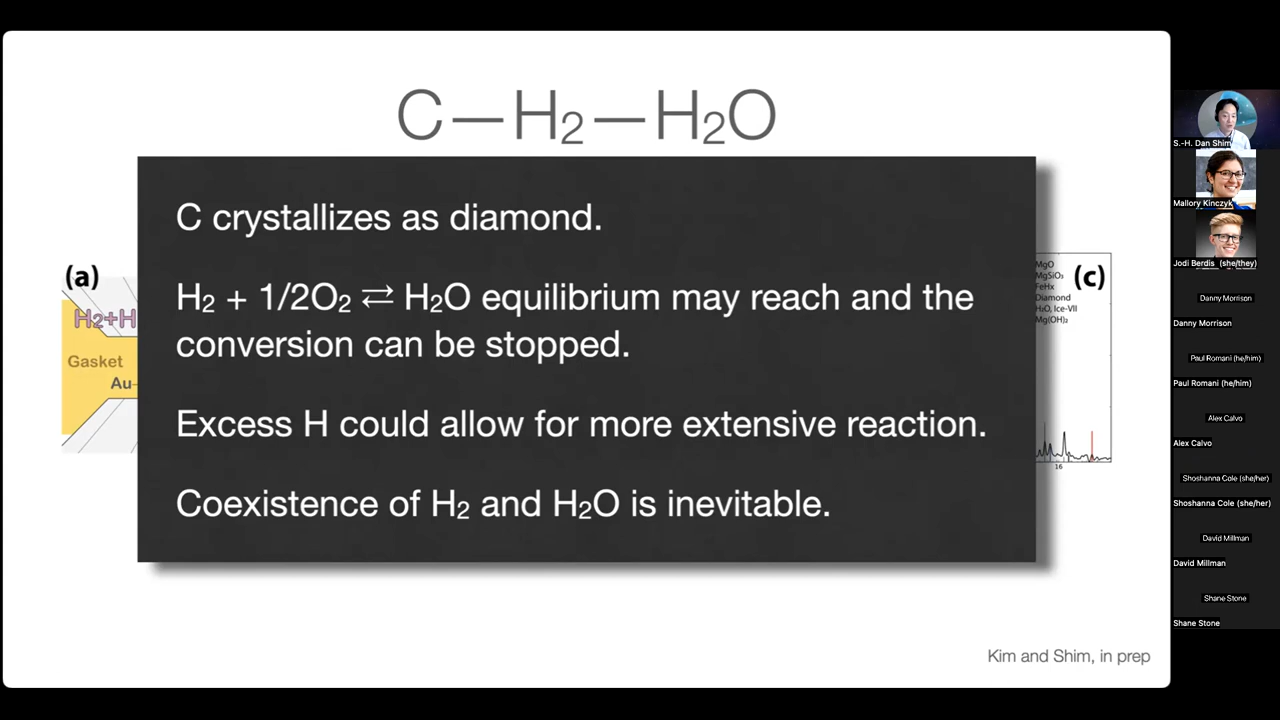 C—H₂—H₂O
C crystallizes as diamond.
H₂ + 1/2O₂ ⇄ H₂O equilibrium may reach and the
conversion can be stopped.
Excess H could allow for more extensive reaction.
Coexistence of H₂ and H₂O is inevitable.
(a)
H₂+H
Gasket
Au-
(c)
MgO
MgSiO₃
FeHx
Diamond
H₂O, Ice-VII
Mg(OH)₂
16
Kim and Shim, in prep
S.-H. Dan Shim
Mallory Kinczyk
Jodi Berdis (she/they)
Danny Morrison
Danny Morrison
Paul Romani (he/him)
Paul Romani (he/him)
Alex Calvo
Alex Calvo
Shoshanna Cole (she/her)
Shoshanna Cole (she/her)
David Millman
David Millman
Shane Stone
Shane Stone